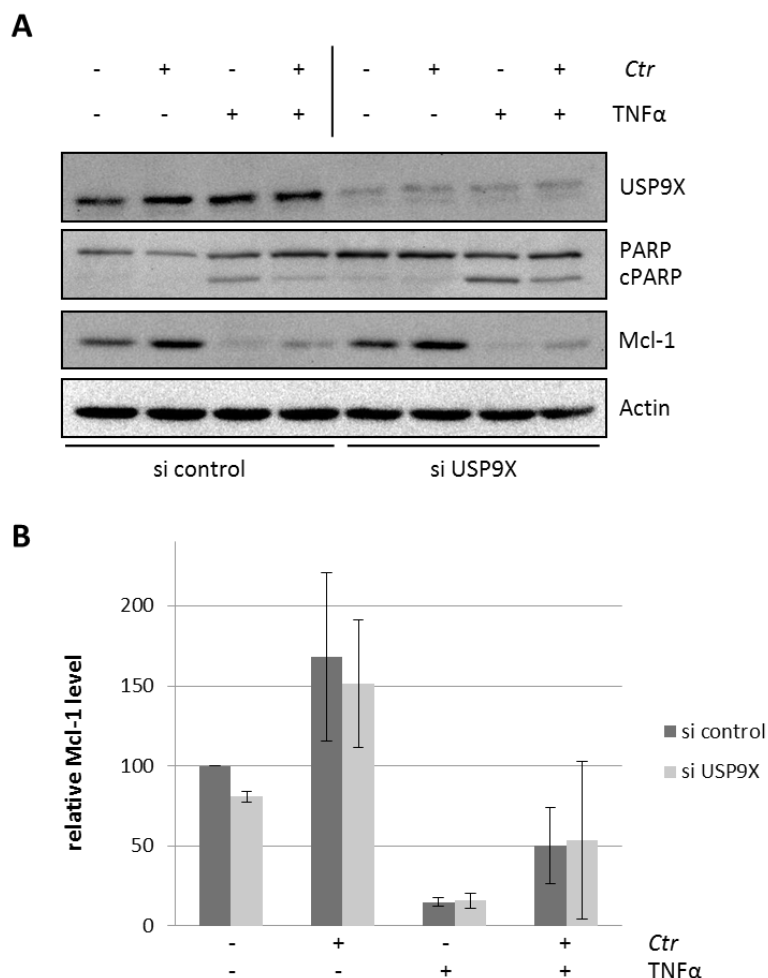 A
- + - + - + - + Ctr
- - + + - - + + TNFα
USP9X
PARP
cPARP
Mcl-1
Actin
si control si USP9X
B
relative Mcl-1 level
200
150
100
50
0
si control
si USP9X
- + - + Ctr
- - + + TNFα